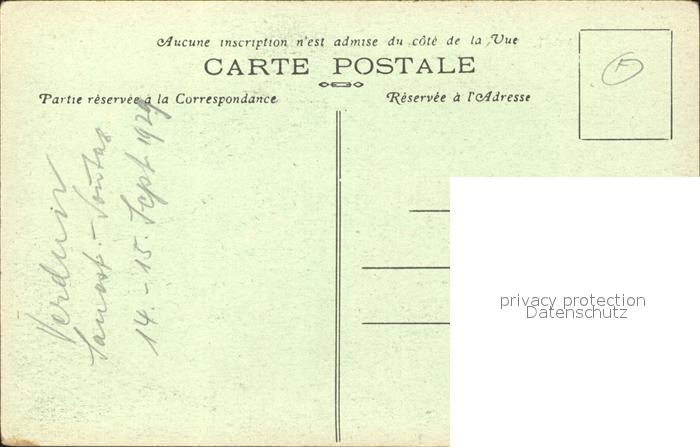 Aucune inscription n'est admise du côté de la Vue
CARTE POSTALE
Partie réservée à la Correspondance
Réservée à l'Adresse
F
Verdun
14. - 15. Sept 1929
privacy protection
Datenschutz